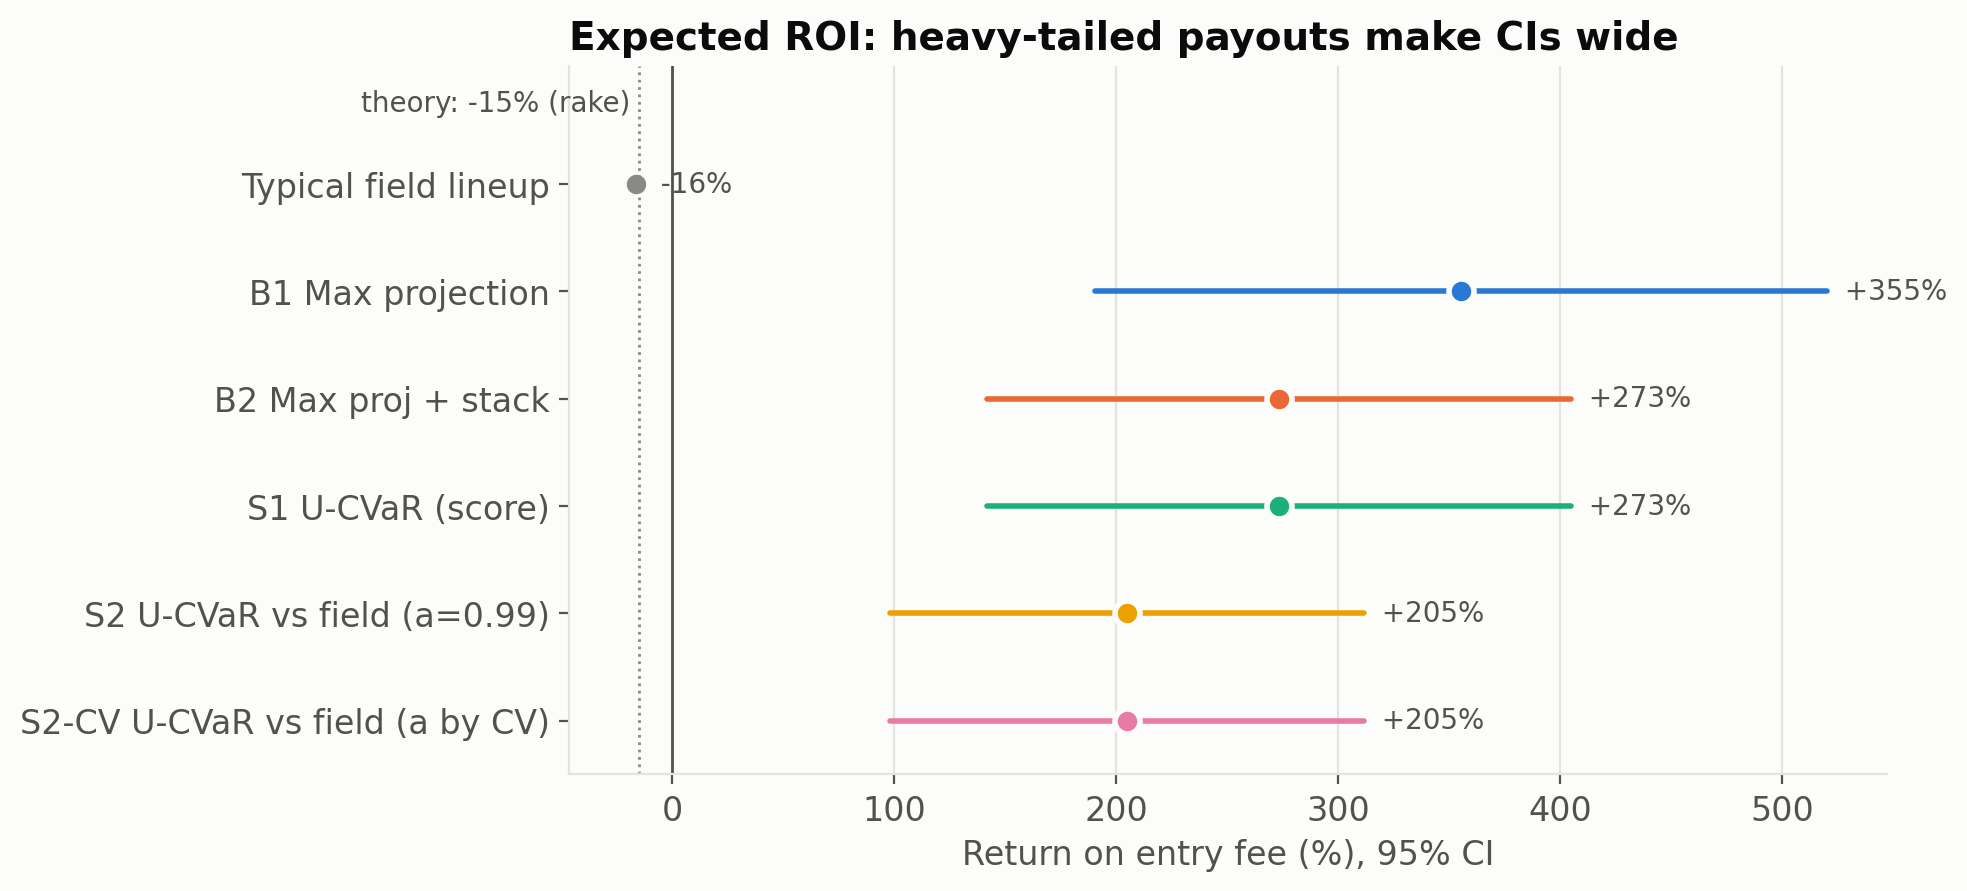 Expected ROI: heavy-tailed payouts make CIs wide
theory: -15% (rake)
Typical field lineup
-16%
B1 Max projection
+355%
B2 Max proj + stack
+273%
S1 U-CVaR (score)
+273%
S2 U-CVaR vs field (a=0.99)
+205%
S2-CV U-CVaR vs field (a by CV)
+205%
0 100 200 300 400 500
Return on entry fee (%), 95% CI